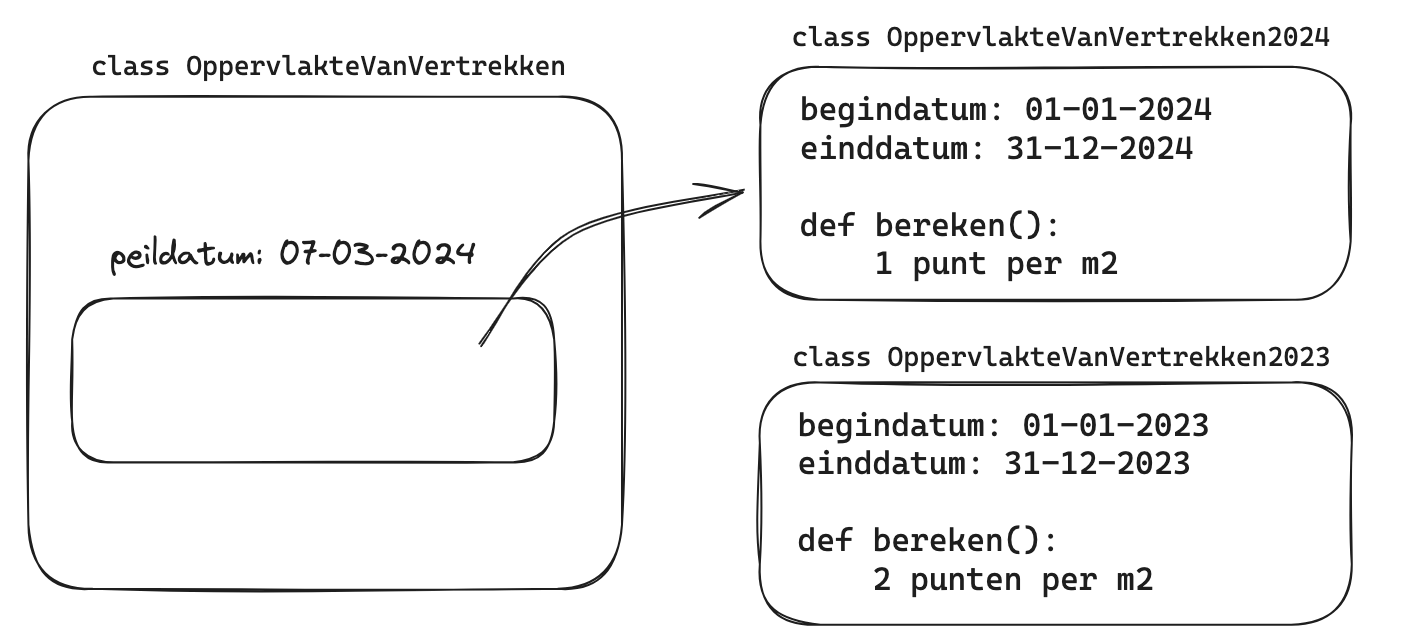 class OppervlakteVanVertrekken
peildatum: 07-03-2024
class OppervlakteVanVertrekken2024
begindatum: 01-01-2024
einddatum: 31-12-2024
def bereken():
    1 punt per m2
class OppervlakteVanVertrekken2023
begindatum: 01-01-2023
einddatum: 31-12-2023
def bereken():
    2 punten per m2